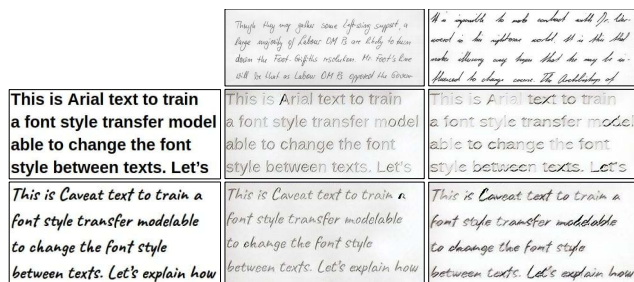 Though they may gather some Left-wing support, a
large majority of Labour M Ps are likely to turn
down the Foot-Griffiths resolution. Mr. Foot's line
will be that as Labour M Ps opposed the
It is impossible to make contact with Dr.
in his nightmare world. It is this that
makes illusory any hope that he may be in-
fluenced to change course. The Archbishop of
This is Arial text to train
a font style transfer model
able to change the font
style between texts. Let's
This is Arial text to train
a font style transfer model
able to change the font
style between texts. Let's
This is Arial text to train
a font style transfer model
able to change the font
style between texts. Let's
This is Caveat text to train a
font style transfer modelable
to change the font style
between texts. Let's explain how
This is Caveat text to train a
font style transfer modelable
to change the font style
between texts. Let's explain how
This is Caveat text to train a
font style transfer modelable
to change the font style
between texts. Let's explain how